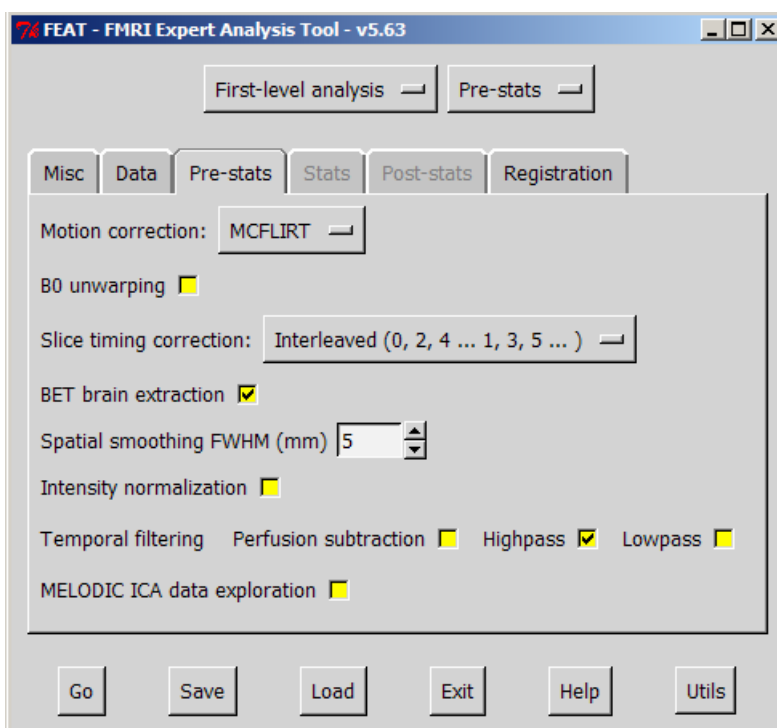 FEAT - FMRI Expert Analysis Tool - v5.63
First-level analysis Pre-stats
Misc Data Pre-stats Stats Post-stats Registration
Motion correction: MCFLIRT
B0 unwarping
Slice timing correction: Interleaved (0, 2, 4 ... 1, 3, 5 ... )
BET brain extraction
Spatial smoothing FWHM (mm) 5
Intensity normalization
Temporal filtering Perfusion subtraction Highpass Lowpass
MELODIC ICA data exploration
Go Save Load Exit Help Utils